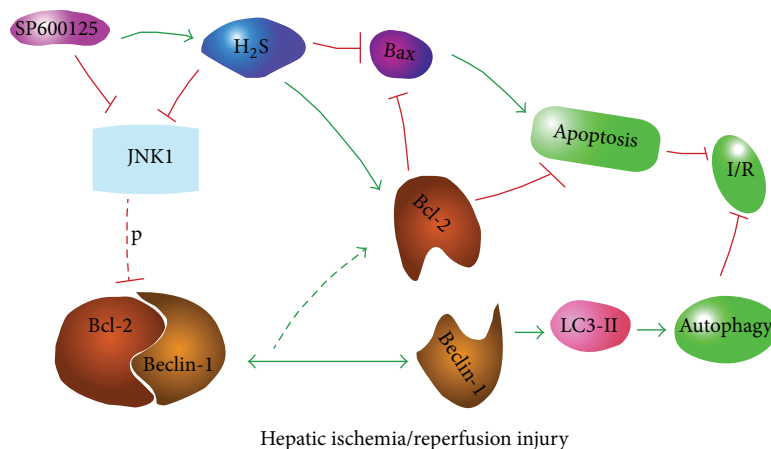 SP600125
H₂S
Bax
Apoptosis
I/R
JNK1
p
Bcl-2
Bcl-2
Beclin-1
Beclin-1
LC3-II
Autophagy
Hepatic ischemia/reperfusion injury